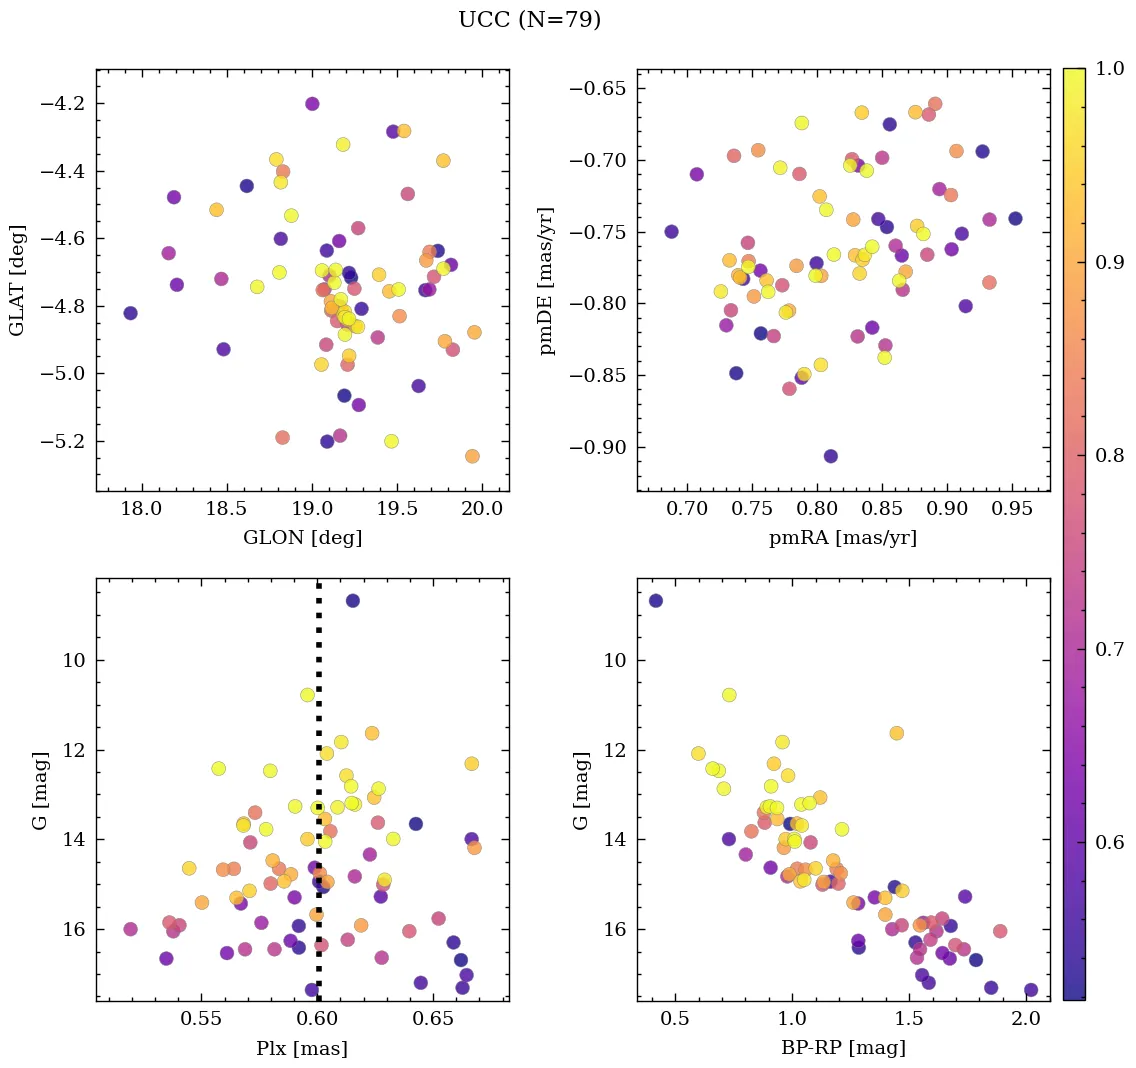 UCC (N=79)
−4.2
−4.4
−4.6
−4.8
−5.0
−5.2
GLAT [deg]
18.0 18.5 19.0 19.5 20.0
GLON [deg]
−0.65
−0.70
−0.75
−0.80
−0.85
−0.90
pmDE [mas/yr]
0.70 0.75 0.80 0.85 0.90 0.95
pmRA [mas/yr]
1.0
0.9
0.8
0.7
0.6
10
12
14
16
G [mag]
0.55 0.60 0.65
Plx [mas]
10
12
14
16
G [mag]
0.5 1.0 1.5 2.0
BP-RP [mag]